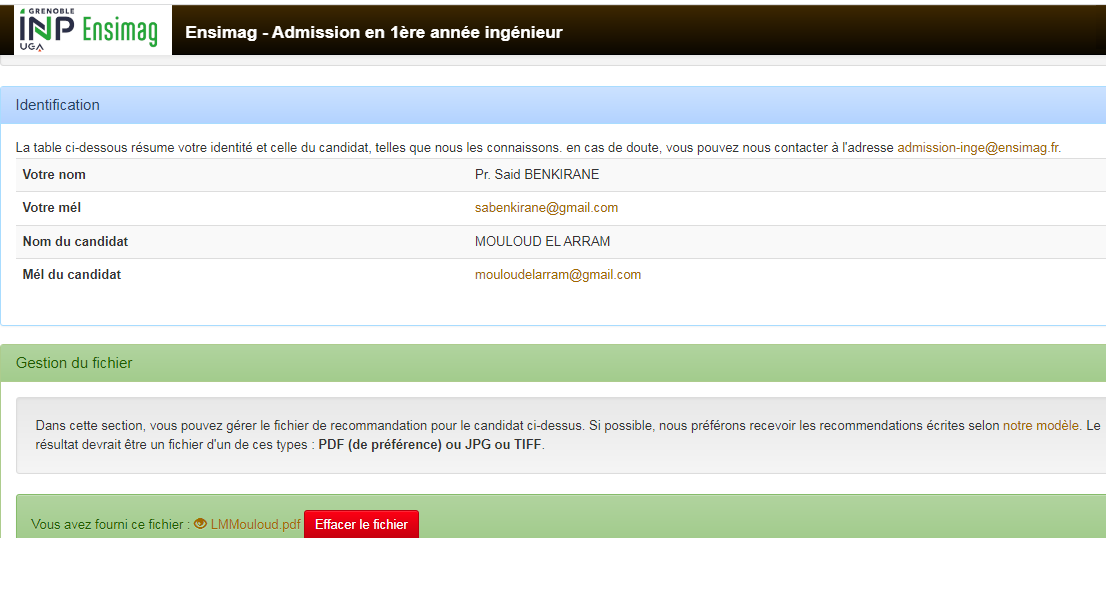 GRENOBLE
INP Ensimag
UGA
Ensimag - Admission en 1ère année ingénieur
Identification
La table ci-dessous résume votre identité et celle du candidat, telles que nous les connaissons. en cas de doute, vous pouvez nous contacter à l'adresse admission-inge@ensimag.fr.
Votre nom Pr. Said BENKIRANE
Votre mél sabenkirane@gmail.com
Nom du candidat MOULOUD EL ARRAM
Mél du candidat mouloudelarram@gmail.com
Gestion du fichier
Dans cette section, vous pouvez gérer le fichier de recommandation pour le candidat ci-dessus. Si possible, nous préférons recevoir les recommendations écrites selon notre modèle. Le
résultat devrait être un fichier d'un de ces types : PDF (de préférence) ou JPG ou TIFF.
Vous avez fourni ce fichier : LMMouloud.pdf Effacer le fichier